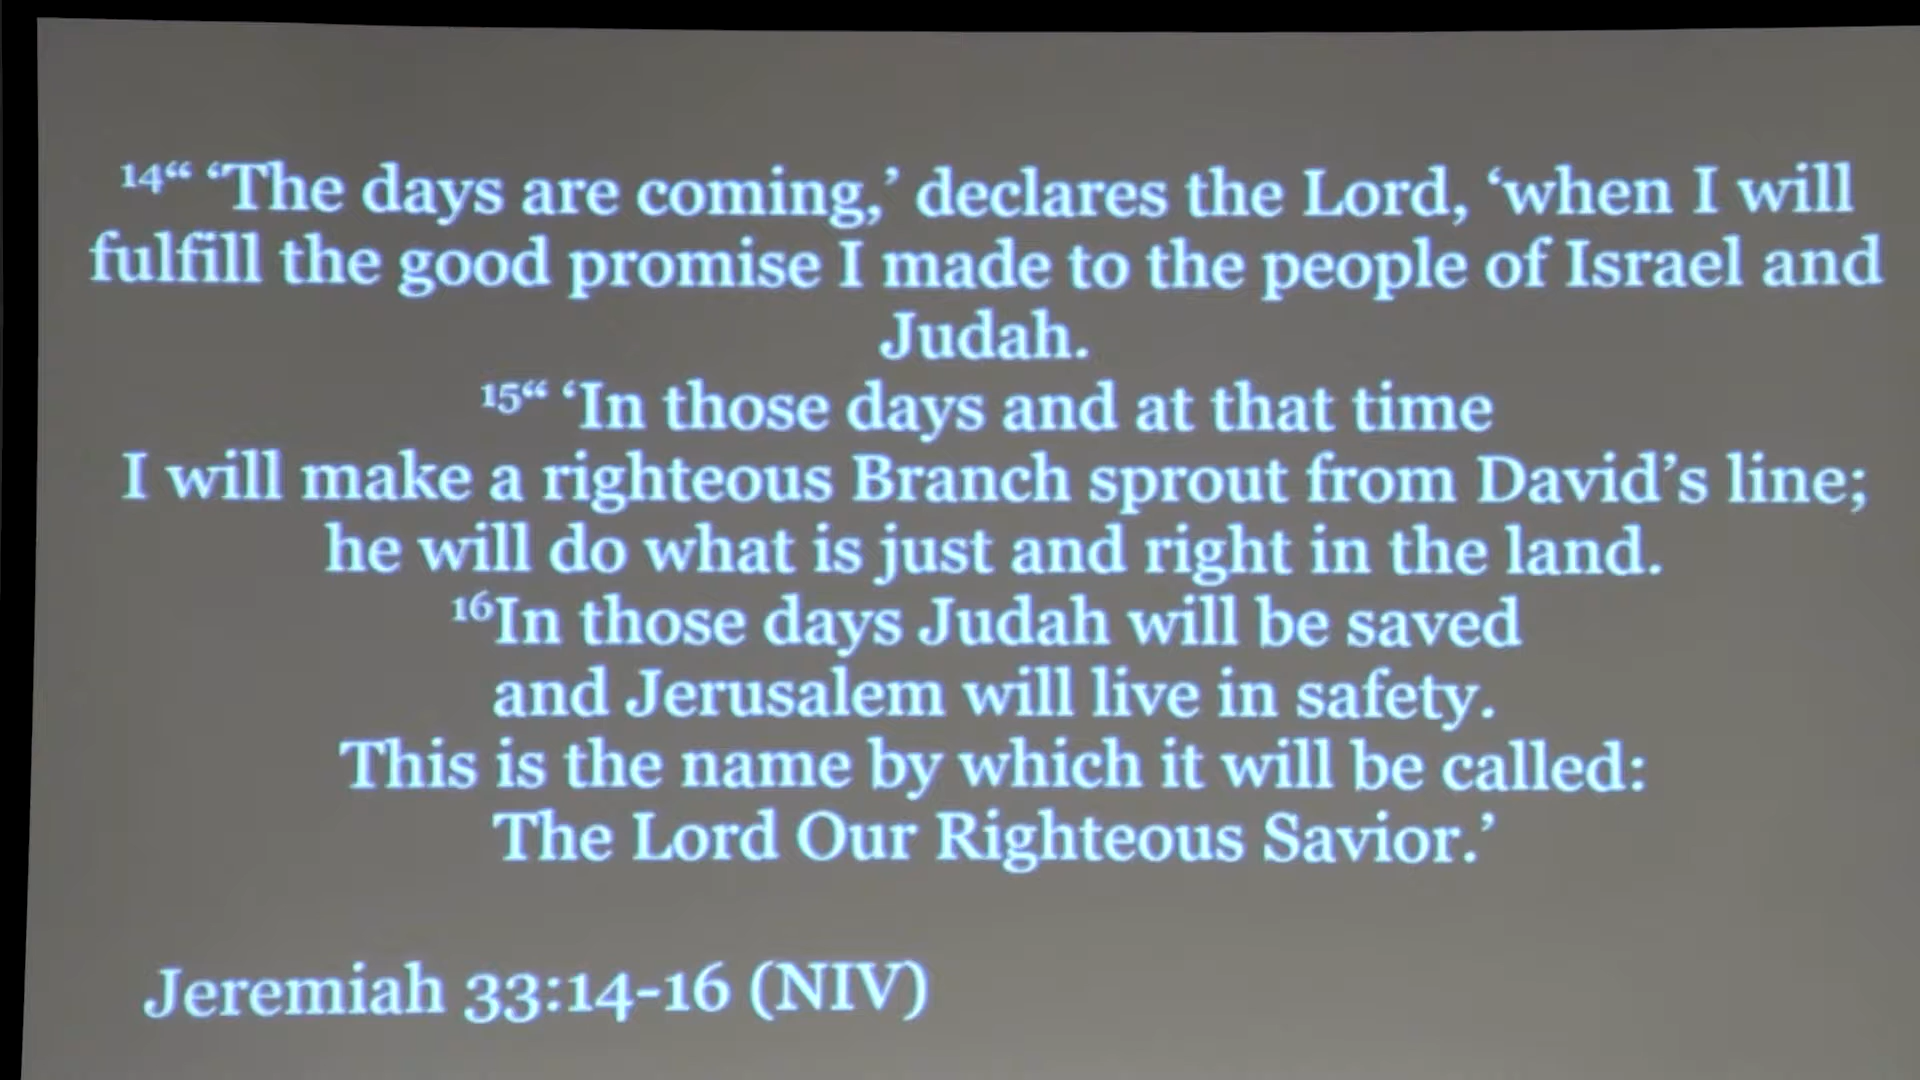 14“ ‘The days are coming,’ declares the Lord, ‘when I will
fulfill the good promise I made to the people of Israel and
Judah.
15“ ‘In those days and at that time
I will make a righteous Branch sprout from David’s line;
he will do what is just and right in the land.
16In those days Judah will be saved
and Jerusalem will live in safety.
This is the name by which it will be called:
The Lord Our Righteous Savior.’
Jeremiah 33:14-16 (NIV)